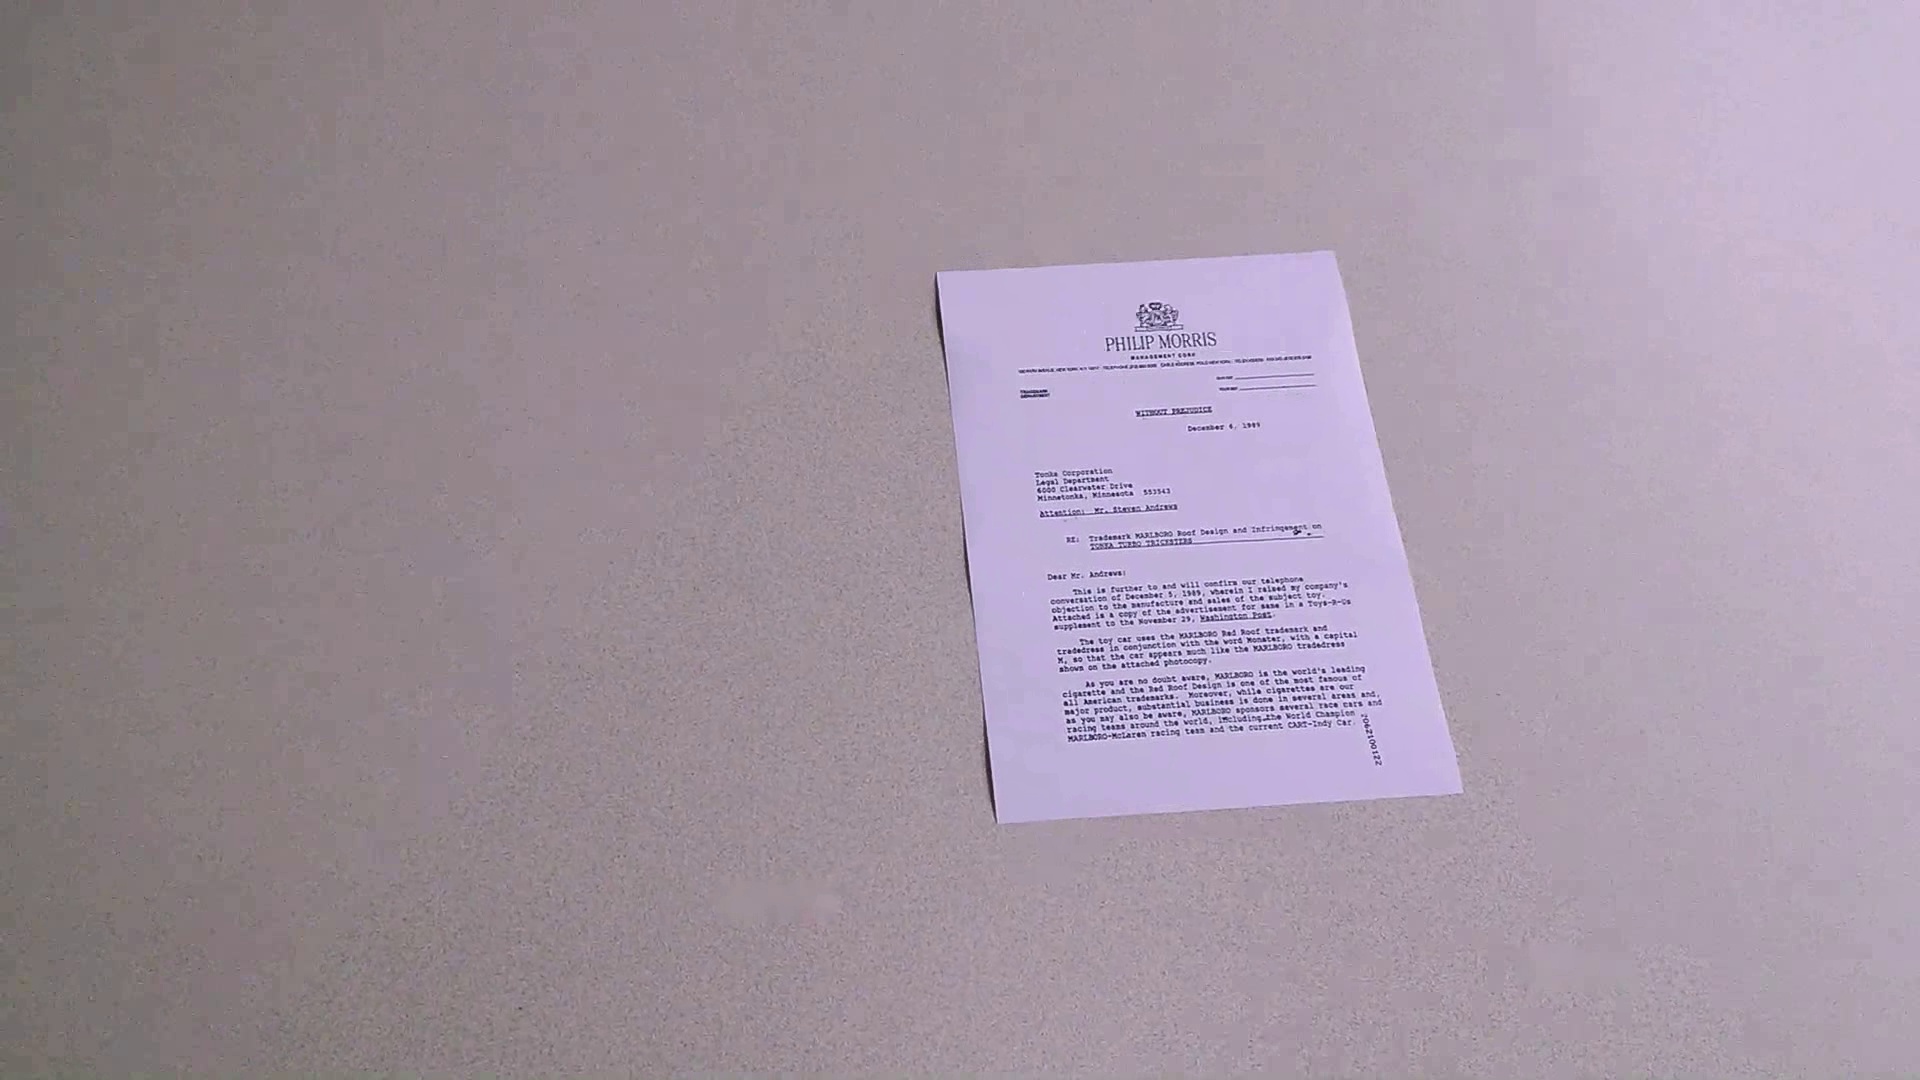 PHILIP MORRIS
MANAGEMENT CORP.
TRADEMARK
DEPARTMENT
WITHOUT PREJUDICE
December 6, 1989
Tonka Corporation
Legal Department
6000 Clearwater Drive
Minnetonka, Minnesota 553543
Attention: Mr. Steven Andrews
RE: Trademark MARLBORO Roof Design and Infringement on
TONKA TURBO TRICKSTERS
Dear Mr. Andrews:
This is further to and will confirm our telephone
conversation of December 5, 1989, wherein I raised my company's
objection to the manufacture and sales of the subject toy.
Attached is a copy of the advertisement for same in a Toys-R-Us
supplement to the November 29, Washington Post.
The toy car uses the MARLBORO Red Roof trademark and
tradedress in conjunction with the word Monster, with a capital
M, so that the car appears much like the MARLBORO tradedress
shown on the attached photocopy.
As you are no doubt aware, MARLBORO is the world's leading
cigarette and the Red Roof Design is one of the most famous of
all American trademarks. Moreover, while cigarettes are our
major product, substantial business is done in several areas and,
as you may also be aware, MARLBORO sponsors several race cars and
racing teams around the world, including the World Champion
MARLBORO-McLaren racing team and the current CART-Indy Car.